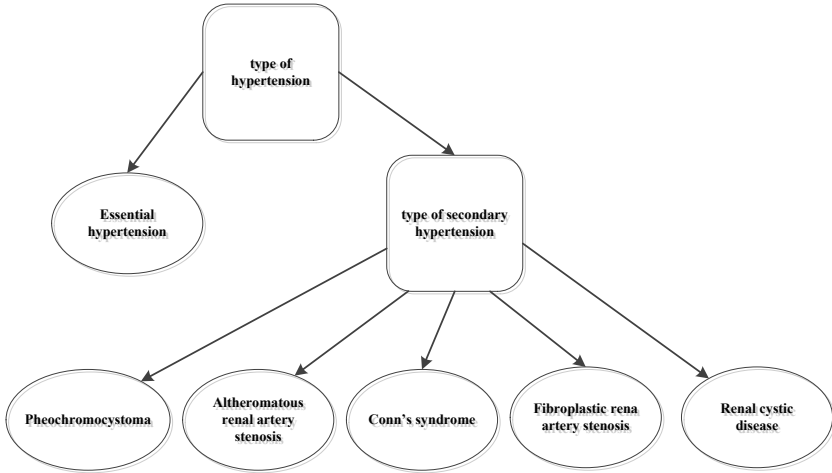 type of
hypertension
Essential
hypertension
type of secondary
hypertension
Pheochromocystoma
Altheromatous
renal artery
stenosis
Conn's syndrome
Fibroplastic rena
artery stenosis
Renal cystic
disease